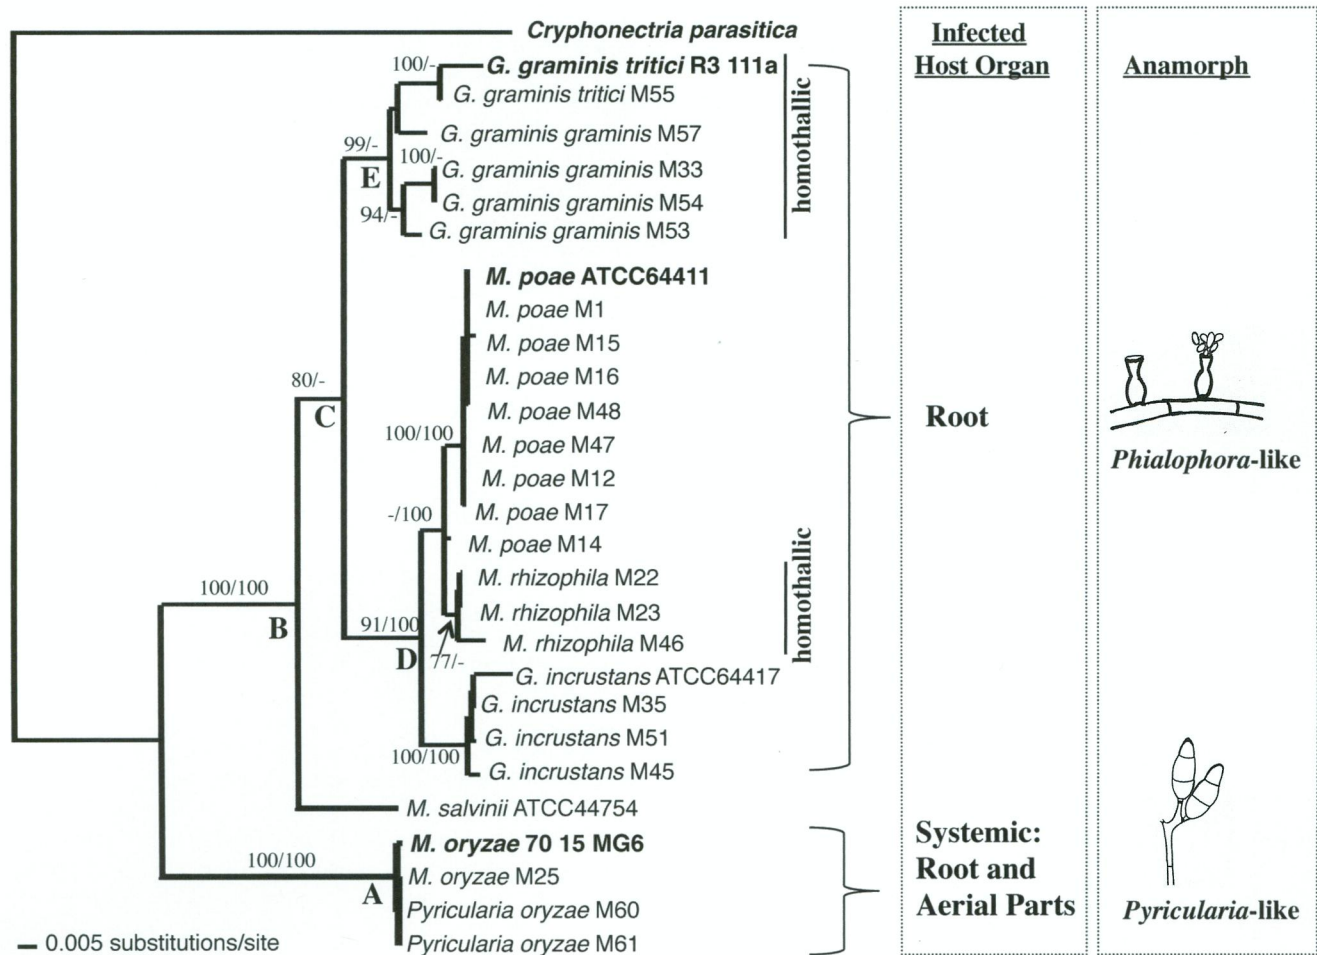 Cryphonectria parasitica
100/-
G. graminis tritici R3 111a
G. graminis tritici M55
G. graminis graminis M57
99/-
100/-
G. graminis graminis M33
E
G. graminis graminis M54
94/-
G. graminis graminis M53
homothallic
M. poae ATCC64411
M. poae M1
M. poae M15
M. poae M16
80/-
C
M. poae M48
100/100
M. poae M47
M. poae M12
-/100
M. poae M17
M. poae M14
M. rhizophila M22
100/100
B
M. rhizophila M23
91/100
M. rhizophila M46
D
77/-
homothallic
G. incrustans ATCC64417
G. incrustans M35
G. incrustans M51
100/100
G. incrustans M45
M. salvinii ATCC44754
M. oryzae 70 15 MG6
100/100
M. oryzae M25
A
Pyricularia oryzae M60
Pyricularia oryzae M61
0.005 substitutions/site
Infected
Host Organ
Root
Systemic:
Root and
Aerial Parts
Anamorph
Phialophora-like
Pyricularia-like